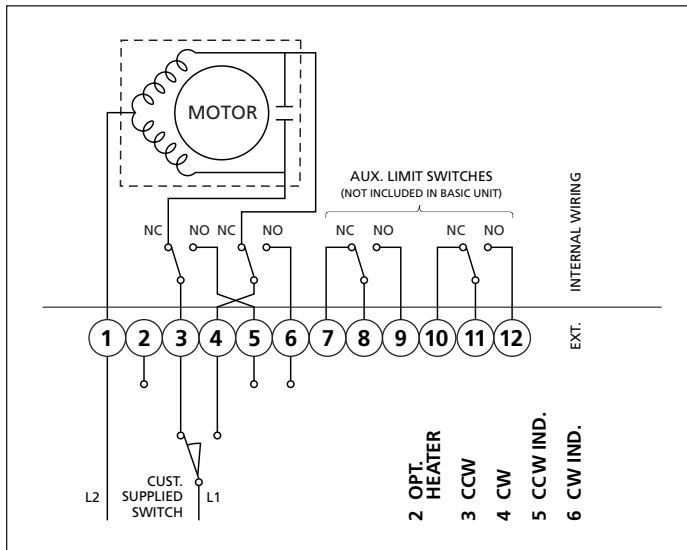 MOTOR
AUX. LIMIT SWITCHES
(NOT INCLUDED IN BASIC UNIT)
NC NO NC NO NC NO NC NO
INTERNAL WIRING
EXT.
1 2 3 4 5 6 7 8 9 10 11 12
L2
CUST.
SUPPLIED
SWITCH
L1
2 OPT.
HEATER
3 CCW
4 CW
5 CCW IND.
6 CW IND.